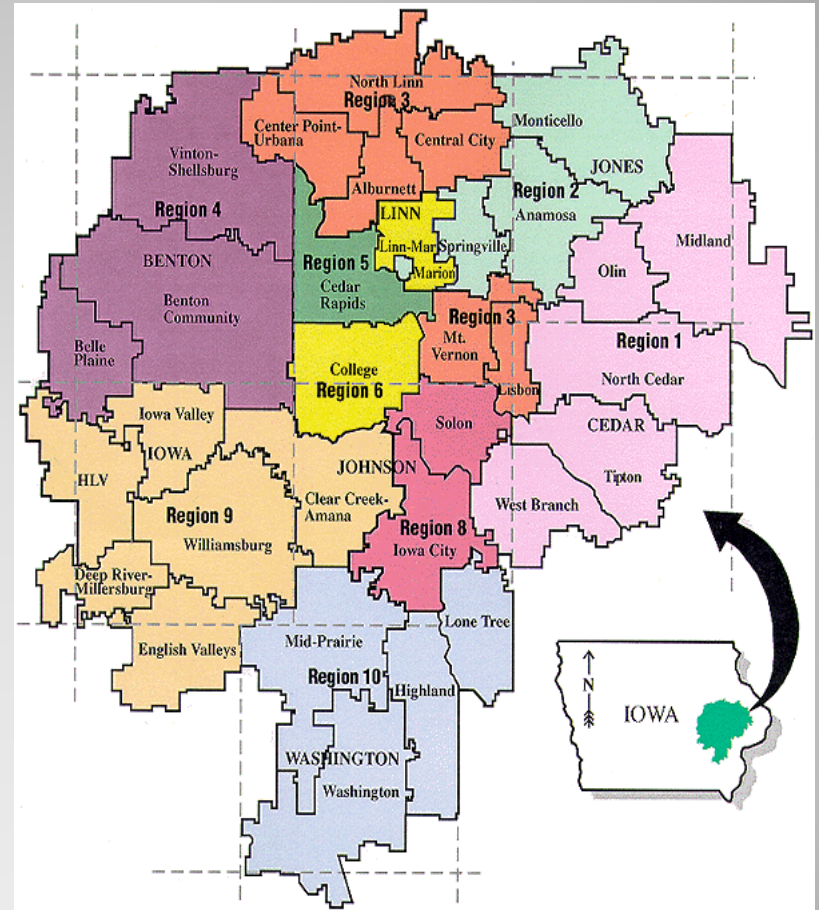 North Linn
Region 3
Center Point-
Urbana
Central City
Monticello
JONES
Vinton-
Shellsburg
Alburnett
Region 2
Anamosa
Region 4
LINN
Linn-Mar
Springville
Marion
Midland
Olin
BENTON
Region 5
Cedar
Rapids
Benton
Community
Region 3
Mt.
Vernon
Region 1
Belle
Plaine
College
Region 6
Lisbon
North Cedar
Iowa Valley
Solon
CEDAR
IOWA
JOHNSON
HLV
Clear Creek-
Amana
Tipton
West Branch
Region 9
Williamsburg
Region 8
Iowa City
Deep River-
Millersburg
Lone Tree
English Valleys
Mid-Prairie
Region 10
Highland
WASHINGTON
Washington
N
IOWA